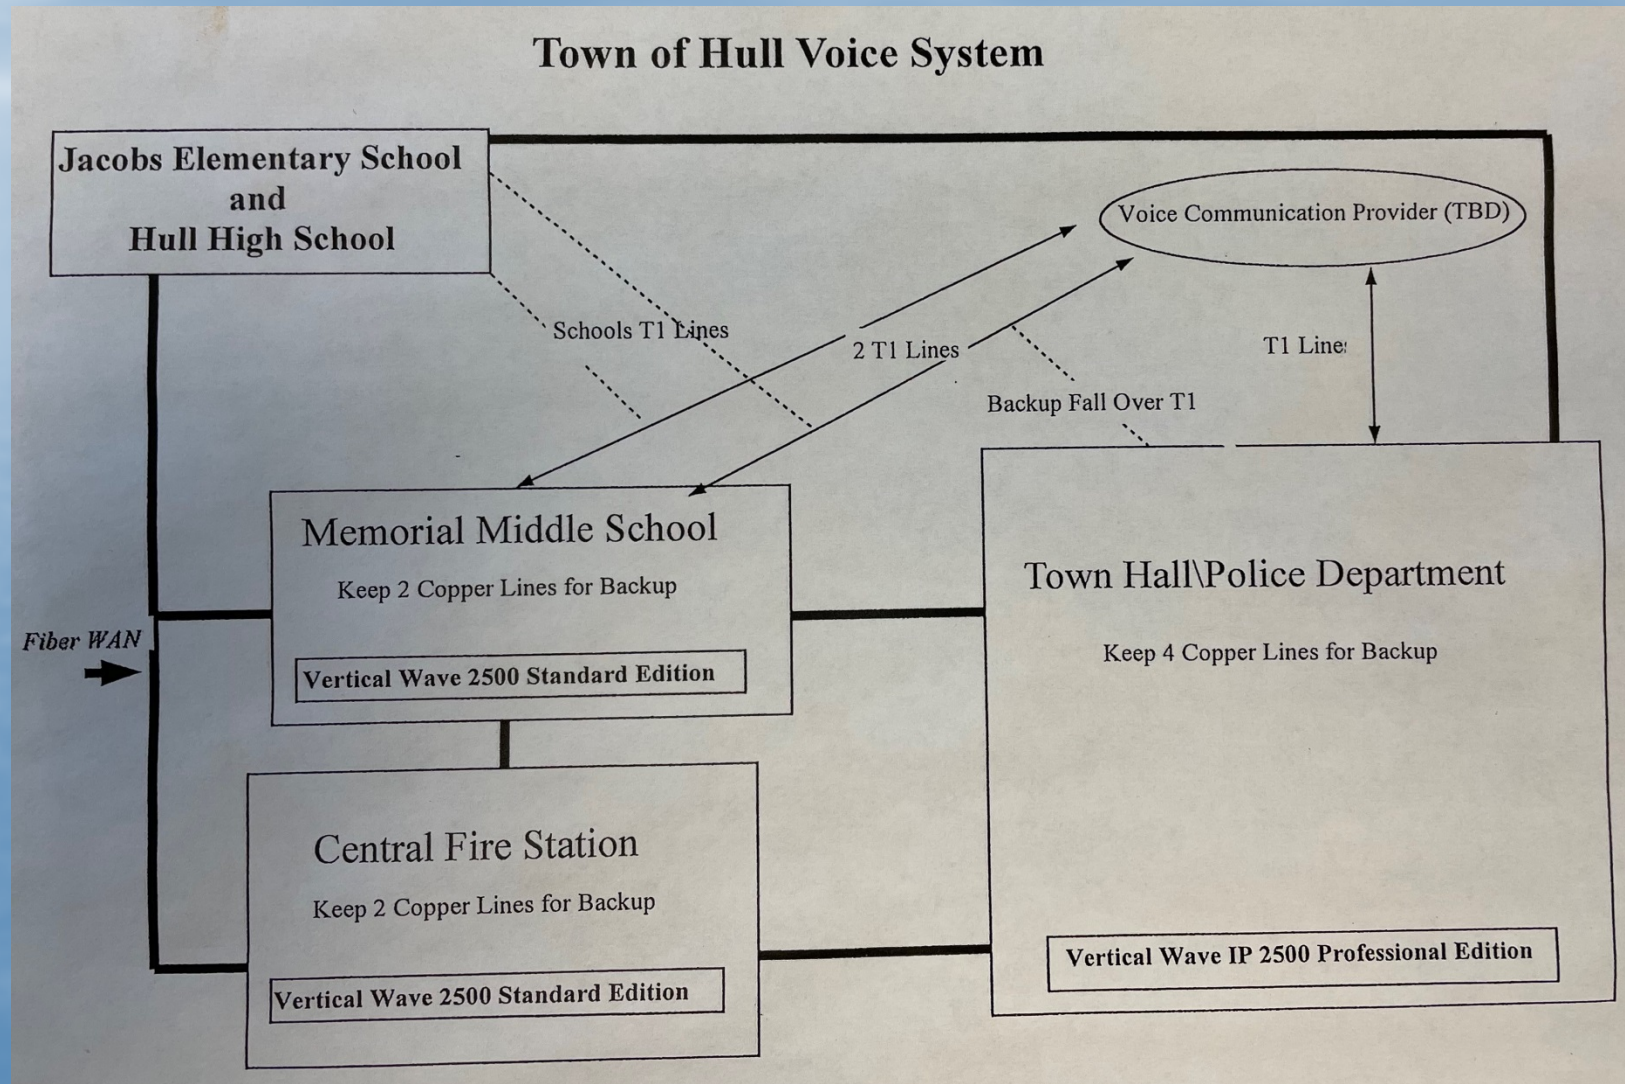 Town of Hull Voice System
Jacobs Elementary School
and
Hull High School
Voice Communication Provider (TBD)
Schools T1 Lines
2 T1 Lines
T1 Line
Backup Fall Over T1
Memorial Middle School
Keep 2 Copper Lines for Backup
Vertical Wave 2500 Standard Edition
Town Hall\Police Department
Keep 4 Copper Lines for Backup
Fiber WAN
Central Fire Station
Keep 2 Copper Lines for Backup
Vertical Wave 2500 Standard Edition
Vertical Wave IP 2500 Professional Edition